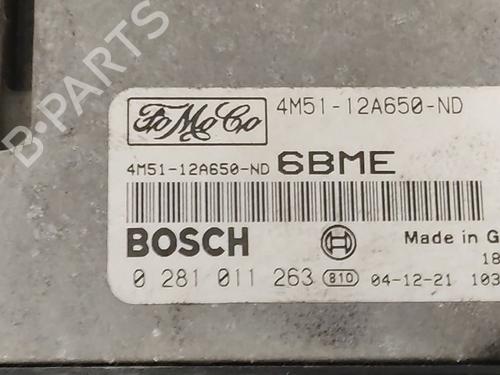 B-PARTS
FoMoCo
4M51-12A650-ND
4M51-12A650-ND 6BME
BOSCH
Made in G
18
0 281 011 263 810 04-12-21 103